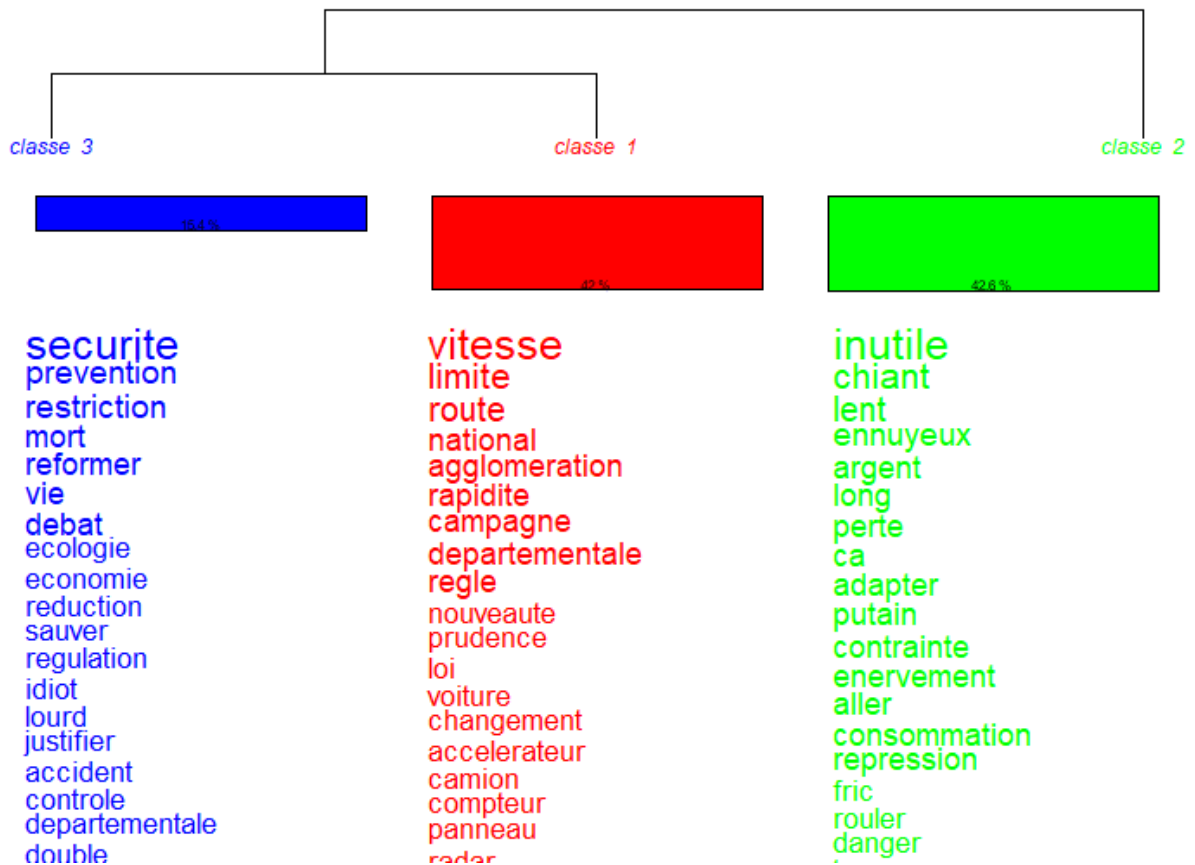 classe 3
classe 1
classe 2
15.4 %
42 %
42.6 %
securite
prevention
restriction
mort
reformer
vie
debat
ecologie
economie
reduction
sauver
regulation
idiot
lourd
justifier
accident
controle
departementale
double
vitesse
limite
route
national
agglomeration
rapidite
campagne
departementale
regle
nouveaute
prudence
loi
voiture
changement
accelerateur
camion
compteur
panneau
radar
inutile
chiant
lent
ennuyeux
argent
long
perte
ca
adapter
putain
contrainte
enervement
aller
consommation
repression
fric
rouler
danger